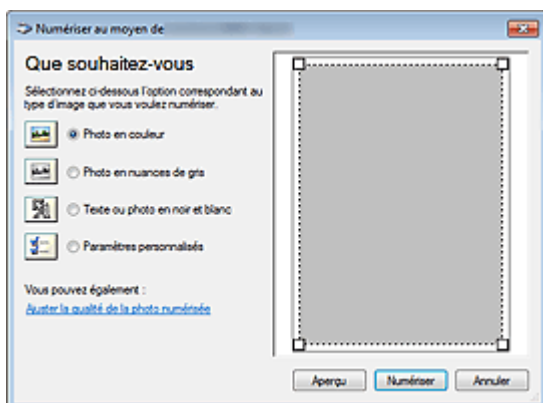 Numériser au moyen de
Que souhaitez-vous
Sélectionnez ci-dessous l'option correspondant au
type d'image que vous voulez numériser.
Photo en couleur
Photo en nuances de gris
Texte ou photo en noir et blanc
Paramètres personnalisés
Vous pouvez également :
Ajuster la qualité de la photo numérisée
Aperçu
Numériser
Annuler